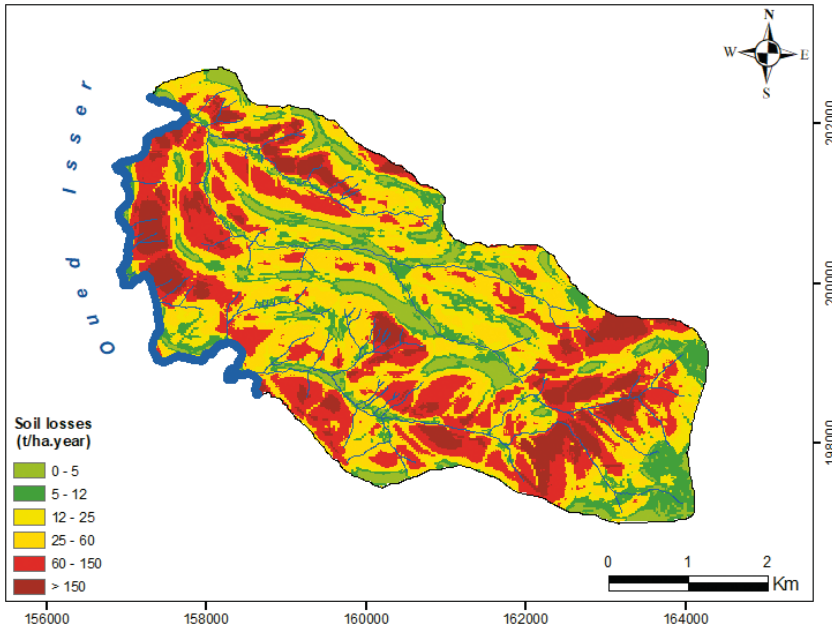 N
W E
S
Oued Isser
202000
200000
198000
Soil losses
(t/ha.year)
0 - 5
5 - 12
12 - 25
25 - 60
60 - 150
> 150
0 1 2
Km
156000 158000 160000 162000 164000